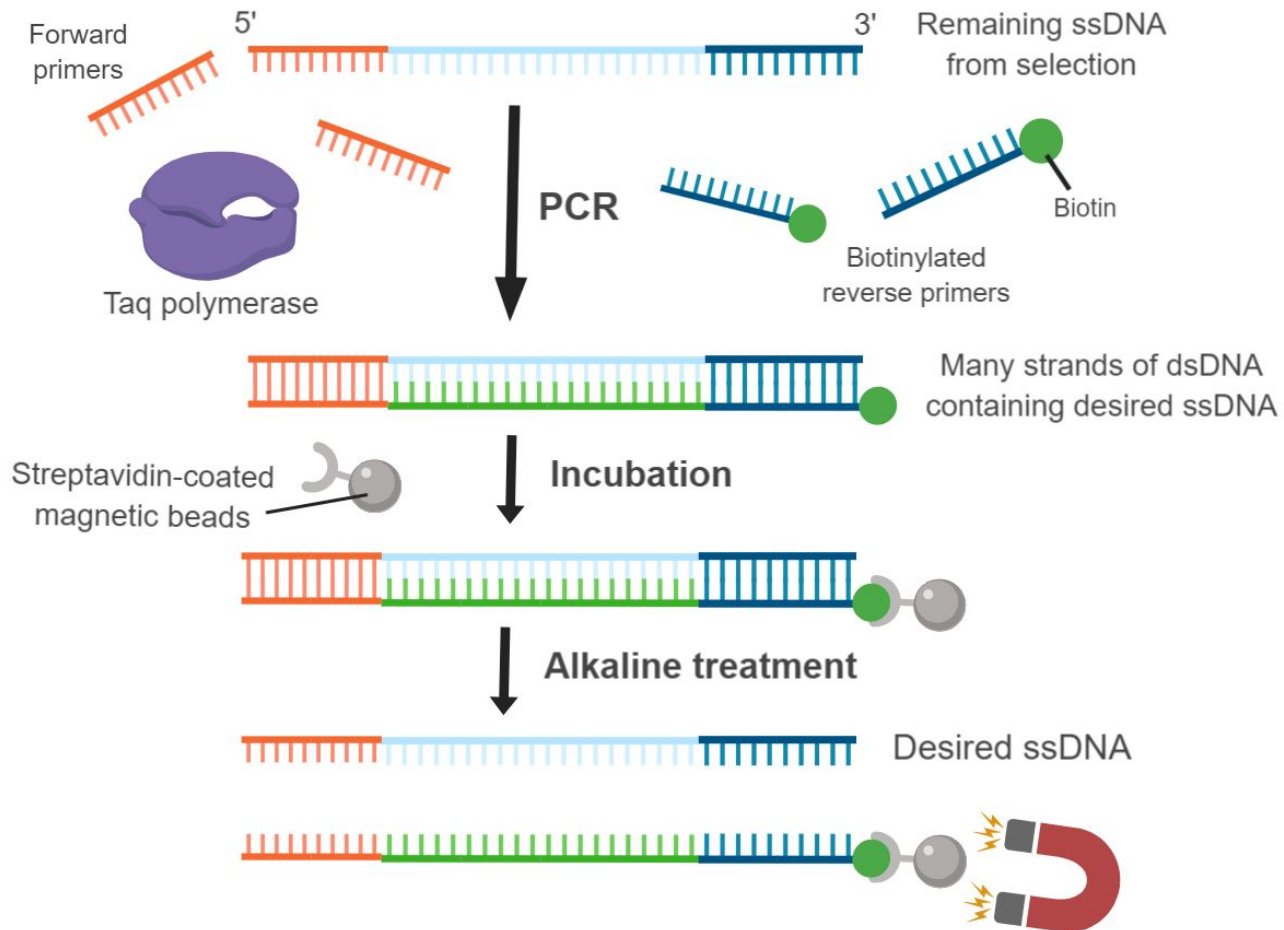 Forward
primers
5'
3'
Remaining ssDNA
from selection
PCR
Biotin
Biotinylated
reverse primers
Taq polymerase
Many strands of dsDNA
containing desired ssDNA
Incubation
Streptavidin-coated
magnetic beads
Alkaline treatment
Desired ssDNA